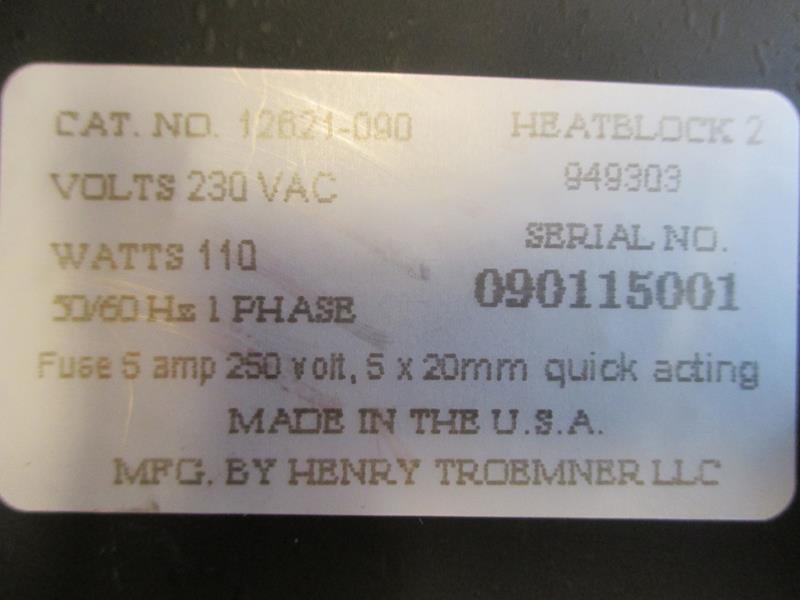 CAT. NO. 12621-090
HEATBLOCK 2
949303
VOLTS 230 VAC
SERIAL NO.
090115001
WATTS 110
50/60 Hz 1 PHASE
Fuse 5 amp 250 volt, 5 x 20mm quick acting
MADE IN THE U.S.A.
MFG. BY HENRY TROEMNER LLC